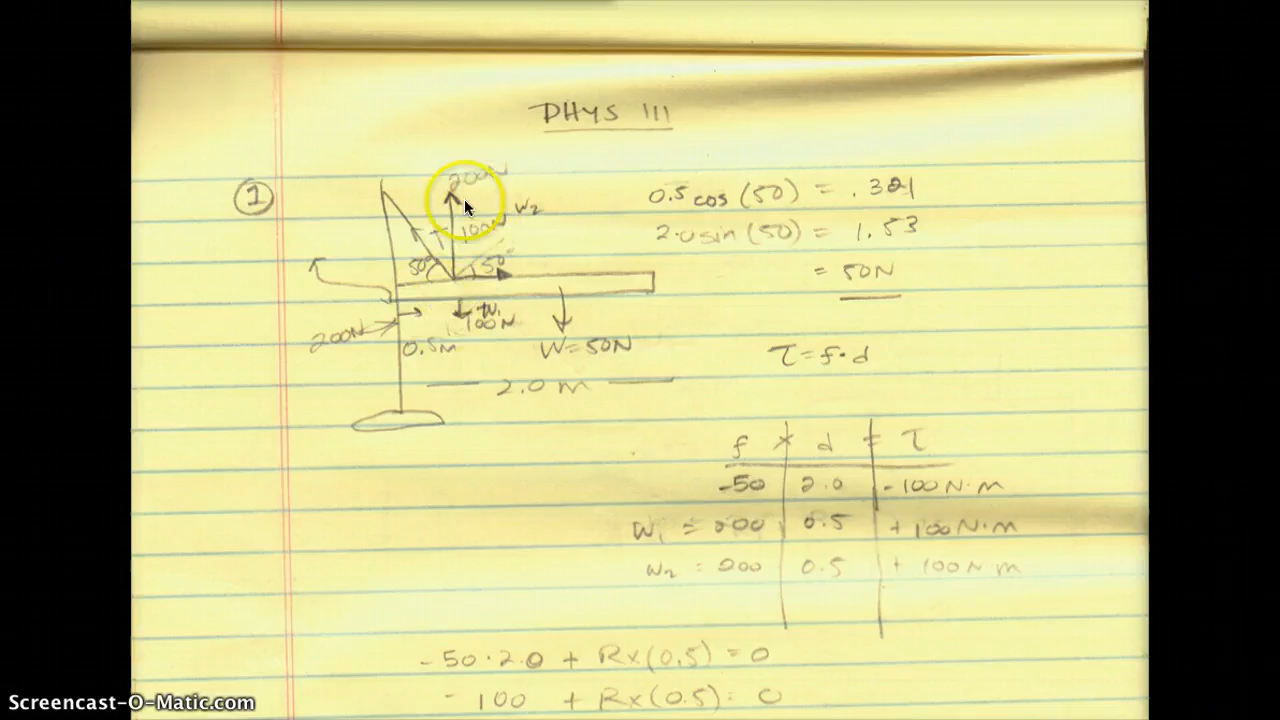 PHYS 111
1
200N
0.5 cos (50) = .321
W2
100N
2.0 sin (50) = 1.53
50°
50°
= 50N
W1
100N
200N
0.5m
W=50N
τ = f·d
2.0 m
f × d = τ
-50 2.0 -100 N·m
W1 = 200 0.5 + 100 N·m
W2 = 200 0.5 + 100 N m
-50·2.0 + Rx(0.5) = 0
-100 + Rx(0.5) = 0
Screencast-O-Matic.com